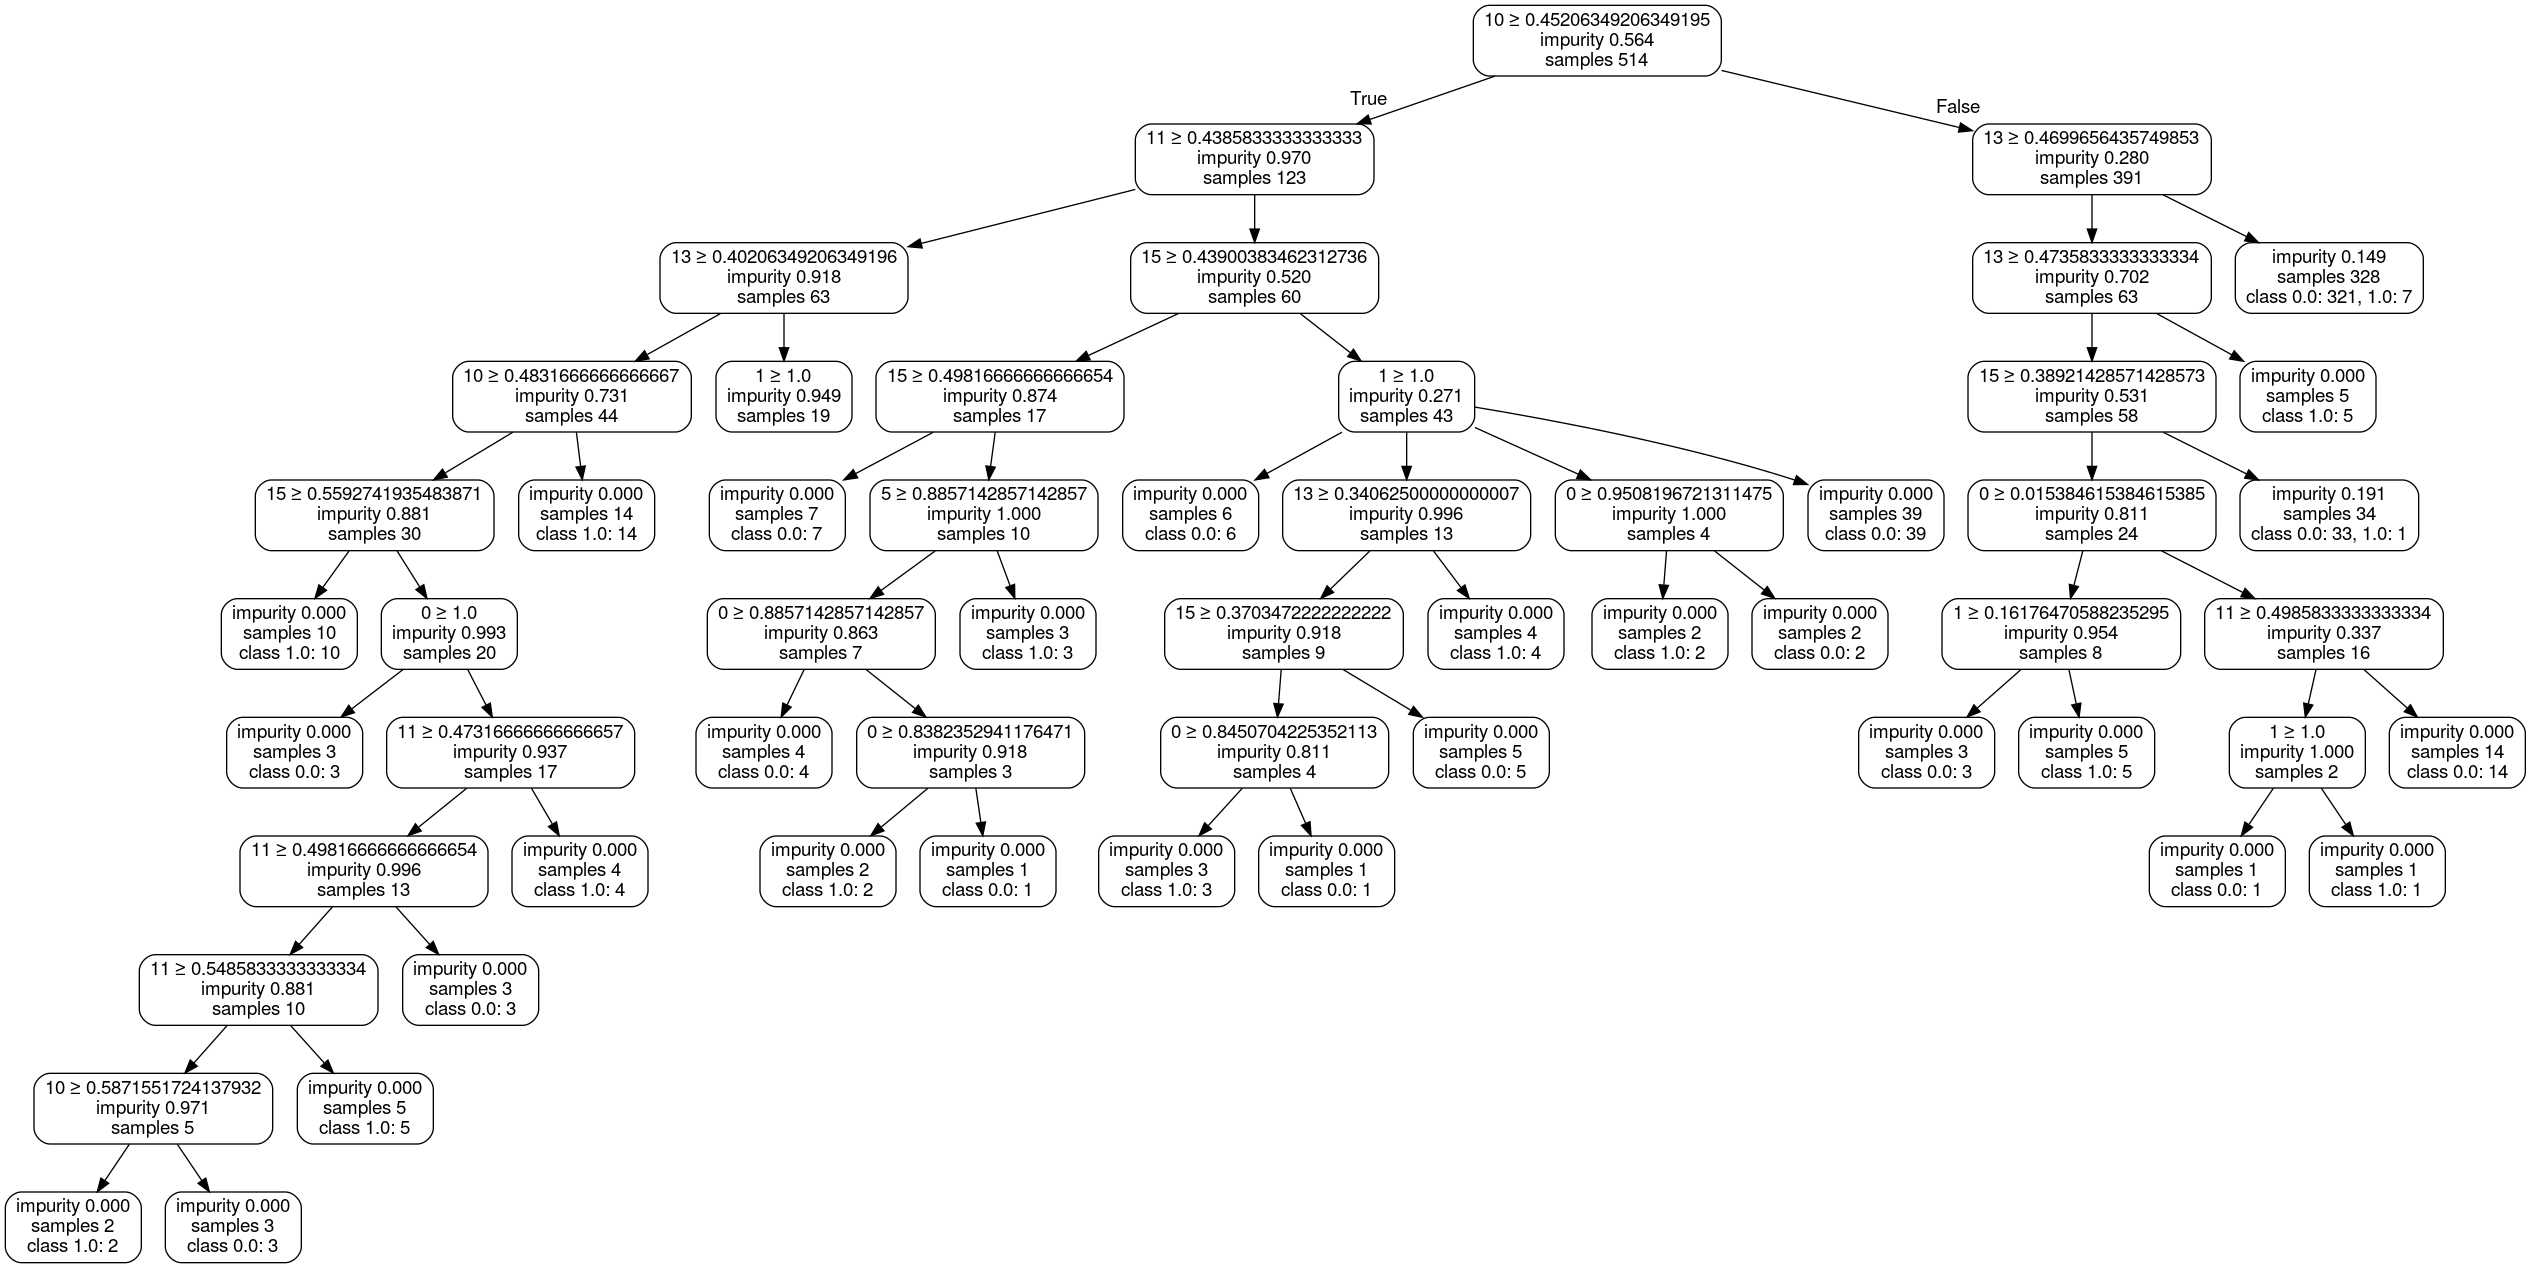 10 ≥ 0.45206349206349195
impurity 0.564
samples 514
True
False
11 ≥ 0.4385833333333333
impurity 0.970
samples 123
13 ≥ 0.4699656435749853
impurity 0.280
samples 391
13 ≥ 0.40206349206349196
impurity 0.918
samples 63
15 ≥ 0.43900383462312736
impurity 0.520
samples 60
13 ≥ 0.4735833333333334
impurity 0.702
samples 63
impurity 0.149
samples 328
class 0.0: 321, 1.0: 7
10 ≥ 0.4831666666666667
impurity 0.731
samples 44
1 ≥ 1.0
impurity 0.949
samples 19
15 ≥ 0.49816666666666654
impurity 0.874
samples 17
1 ≥ 1.0
impurity 0.271
samples 43
15 ≥ 0.38921428571428573
impurity 0.531
samples 58
impurity 0.000
samples 5
class 1.0: 5
15 ≥ 0.5592741935483871
impurity 0.881
samples 30
impurity 0.000
samples 14
class 1.0: 14
impurity 0.000
samples 7
class 0.0: 7
5 ≥ 0.8857142857142857
impurity 1.000
samples 10
impurity 0.000
samples 6
class 0.0: 6
13 ≥ 0.34062500000000007
impurity 0.996
samples 13
0 ≥ 0.9508196721311475
impurity 1.000
samples 4
impurity 0.000
samples 39
class 0.0: 39
0 ≥ 0.015384615384615385
impurity 0.811
samples 24
impurity 0.191
samples 34
class 0.0: 33, 1.0: 1
impurity 0.000
samples 10
class 1.0: 10
0 ≥ 1.0
impurity 0.993
samples 20
0 ≥ 0.8857142857142857
impurity 0.863
samples 7
impurity 0.000
samples 3
class 1.0: 3
15 ≥ 0.3703472222222222
impurity 0.918
samples 9
impurity 0.000
samples 4
class 1.0: 4
impurity 0.000
samples 2
class 1.0: 2
impurity 0.000
samples 2
class 0.0: 2
1 ≥ 0.16176470588235295
impurity 0.954
samples 8
11 ≥ 0.4985833333333334
impurity 0.337
samples 16
impurity 0.000
samples 3
class 0.0: 3
11 ≥ 0.47316666666666657
impurity 0.937
samples 17
impurity 0.000
samples 4
class 0.0: 4
0 ≥ 0.8382352941176471
impurity 0.918
samples 3
0 ≥ 0.8450704225352113
impurity 0.811
samples 4
impurity 0.000
samples 5
class 0.0: 5
impurity 0.000
samples 3
class 0.0: 3
impurity 0.000
samples 5
class 1.0: 5
1 ≥ 1.0
impurity 1.000
samples 2
impurity 0.000
samples 14
class 0.0: 14
11 ≥ 0.49816666666666654
impurity 0.996
samples 13
impurity 0.000
samples 4
class 1.0: 4
impurity 0.000
samples 2
class 1.0: 2
impurity 0.000
samples 1
class 0.0: 1
impurity 0.000
samples 3
class 1.0: 3
impurity 0.000
samples 1
class 0.0: 1
impurity 0.000
samples 1
class 0.0: 1
impurity 0.000
samples 1
class 1.0: 1
11 ≥ 0.5485833333333334
impurity 0.881
samples 10
impurity 0.000
samples 3
class 0.0: 3
10 ≥ 0.5871551724137932
impurity 0.971
samples 5
impurity 0.000
samples 5
class 1.0: 5
impurity 0.000
samples 2
class 1.0: 2
impurity 0.000
samples 3
class 0.0: 3